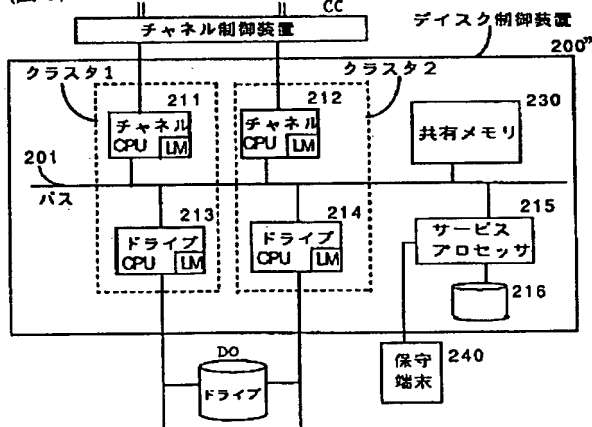 CC
チャネル制御装置
ディスク制御装置
200"
クラスタ1
クラスタ2
211
チャネル
CPU
LM
212
チャネル
CPU
LM
230
共有メモリ
201
バス
213
ドライブ
CPU
LM
214
ドライブ
CPU
LM
215
サービス
プロセッサ
216
DO
ドライブ
保守
端末
240